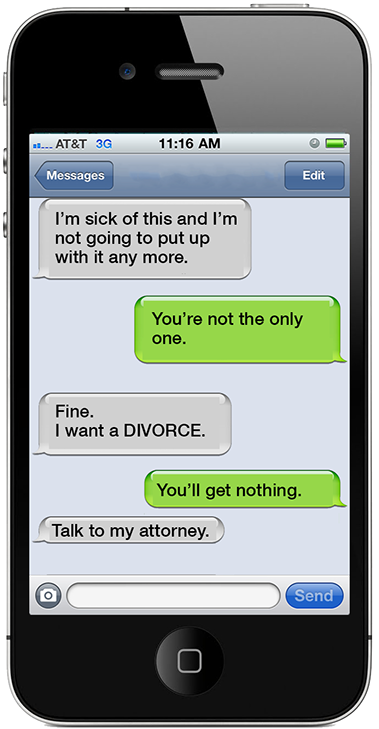 AT&T 3G 11:16 AM
Messages Edit
I’m sick of this and I’m
not going to put up
with it any more.
You’re not the only
one.
Fine.
I want a DIVORCE.
You’ll get nothing.
Talk to my attorney.
Send